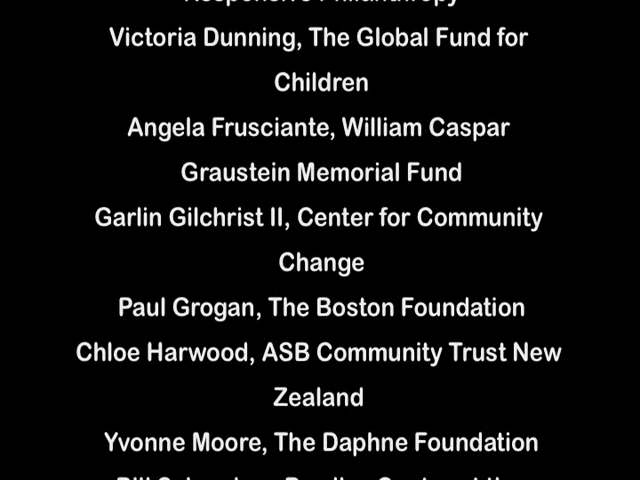 Responsive Philanthropy
Victoria Dunning, The Global Fund for
Children
Angela Frusciante, William Caspar
Graustein Memorial Fund
Garlin Gilchrist II, Center for Community
Change
Paul Grogan, The Boston Foundation
Chloe Harwood, ASB Community Trust New
Zealand
Yvonne Moore, The Daphne Foundation